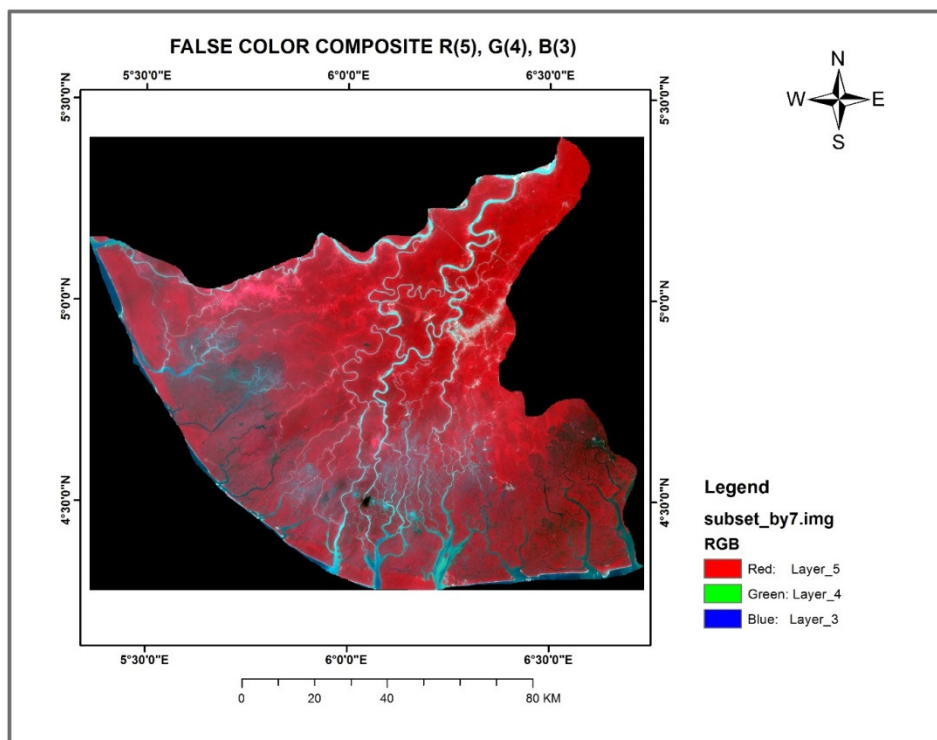 FALSE COLOR COMPOSITE R(5), G(4), B(3)
N
W E
S
5°30'0"E 6°0'0"E 6°30'0"E
5°30'0"N 5°30'0"N
5°0'0"N 5°0'0"N
4°30'0"N 4°30'0"N
5°30'0"E 6°0'0"E 6°30'0"E
0 20 40 80 KM
Legend
subset_by7.img
RGB
Red: Layer_5
Green: Layer_4
Blue: Layer_3